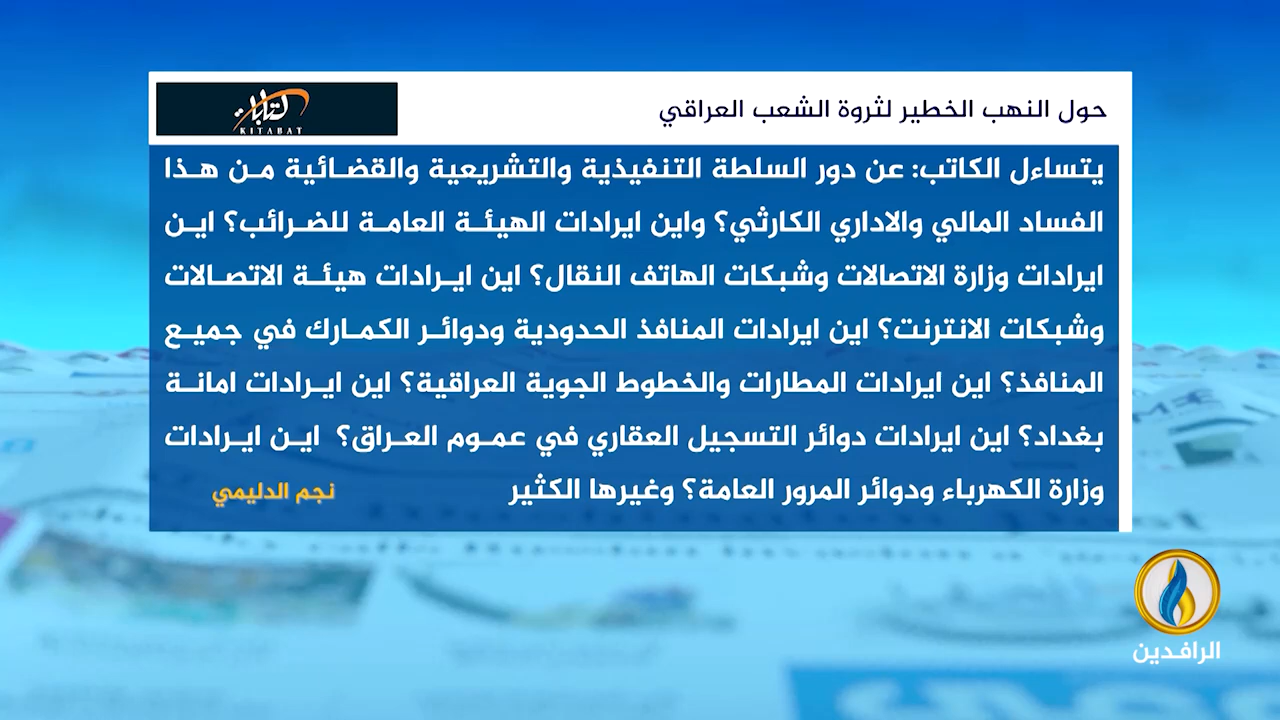 حول النهب الخطير لثروة الشعب العراقي
كتابات
KITABAT
يتساءل الكاتب: عن دور السلطة التنفيذية والتشريعية والقضائية من هذا
الفساد المالي والاداري الكارثي؟ واين ايرادات الهيئة العامة للضرائب؟ اين
ايرادات وزارة الاتصالات وشبكات الهاتف النقال؟ اين ايرادات هيئة الاتصالات
وشبكات الانترنت؟ اين ايرادات المنافذ الحدودية ودوائر الكمارك في جميع
المنافذ؟ اين ايرادات المطارات والخطوط الجوية العراقية؟ اين ايرادات امانة
بغداد؟ اين ايرادات دوائر التسجيل العقاري في عموم العراق؟ اين ايرادات
وزارة الكهرباء ودوائر المرور العامة؟ وغيرها الكثير
نجم الدليمي
الرافدين